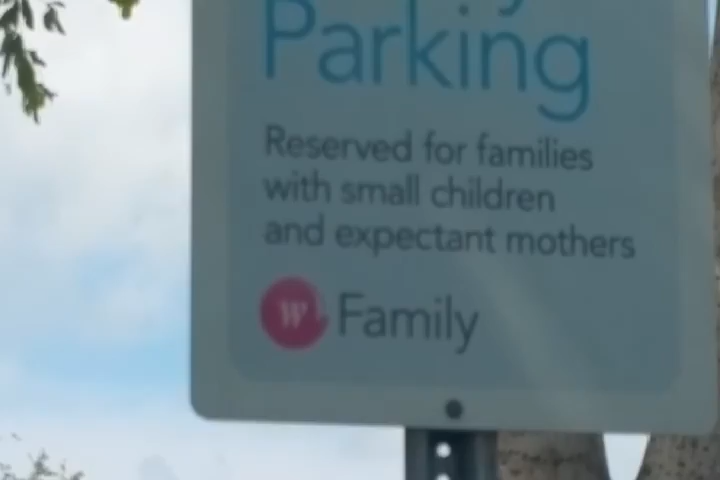 Parking
Reserved for families
with small children
and expectant mothers
w Family